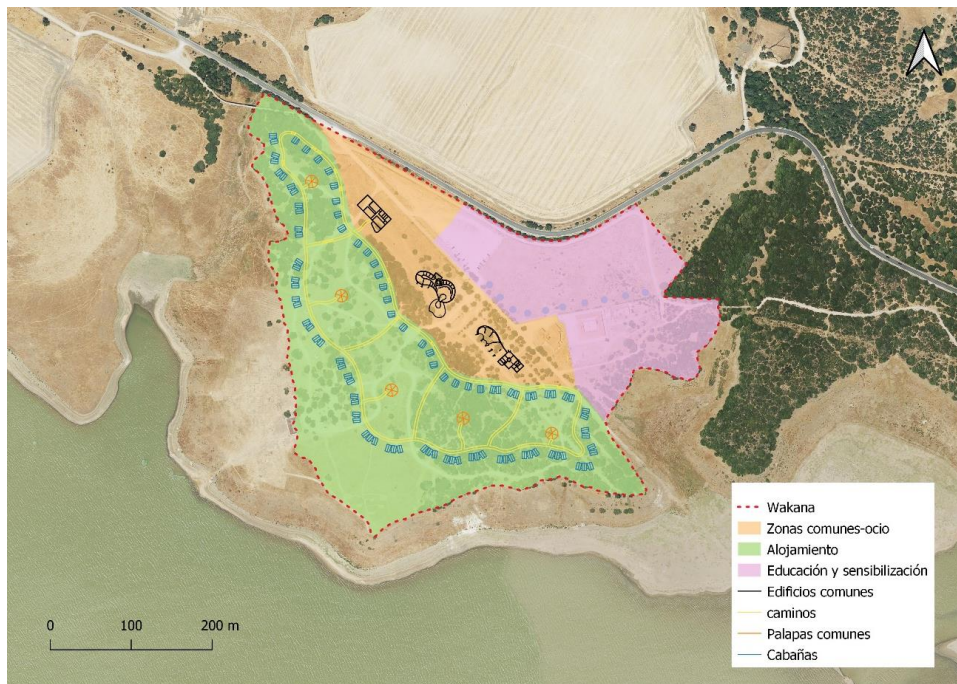 Wakana
Zonas comunes-ocio
Alojamiento
Educación y sensibilización
Edificios comunes
caminos
Palapas comunes
Cabañas
0 100 200 m